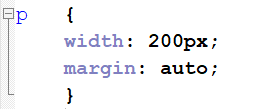 p {
width: 200px;
margin: auto;
}